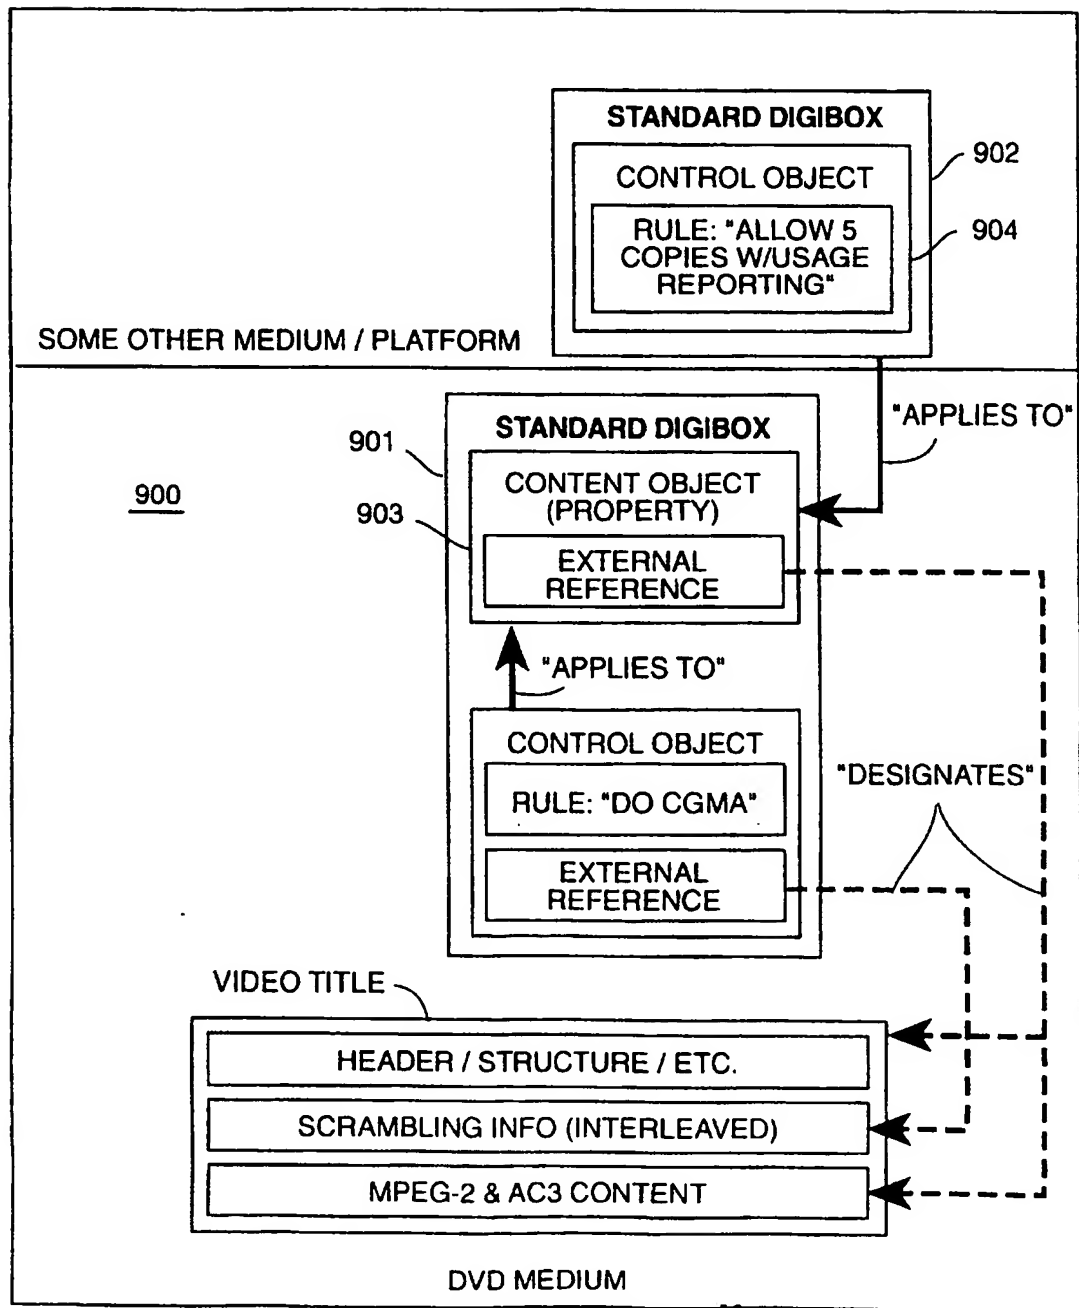 STANDARD DIGIBOX
902
CONTROL OBJECT
RULE: "ALLOW 5
COPIES W/USAGE
REPORTING"
904
SOME OTHER MEDIUM / PLATFORM
"APPLIES TO"
901
STANDARD DIGIBOX
900
CONTENT OBJECT
(PROPERTY)
903
EXTERNAL
REFERENCE
"APPLIES TO"
CONTROL OBJECT
"DESIGNATES"
RULE: "DO CGMA"
EXTERNAL
REFERENCE
VIDEO TITLE
HEADER / STRUCTURE / ETC.
SCRAMBLING INFO (INTERLEAVED)
MPEG-2 & AC3 CONTENT
DVD MEDIUM